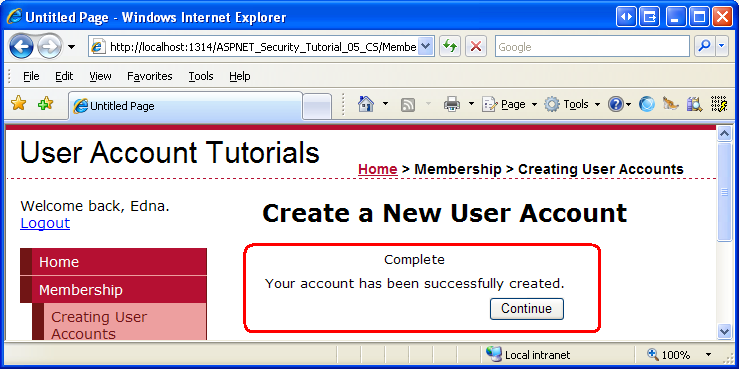 Untitled Page - Windows Internet Explorer
http://localhost:1314/ASPNET_Security_Tutorial_05_CS/Membe
Google
File Edit View Favorites Tools Help
Untitled Page
Page Tools
User Account Tutorials
Home > Membership > Creating User Accounts
Welcome back, Edna.
Logout
Create a New User Account
Home
Membership
Creating User
Accounts
Complete
Your account has been successfully created.
Continue
Local intranet
100%